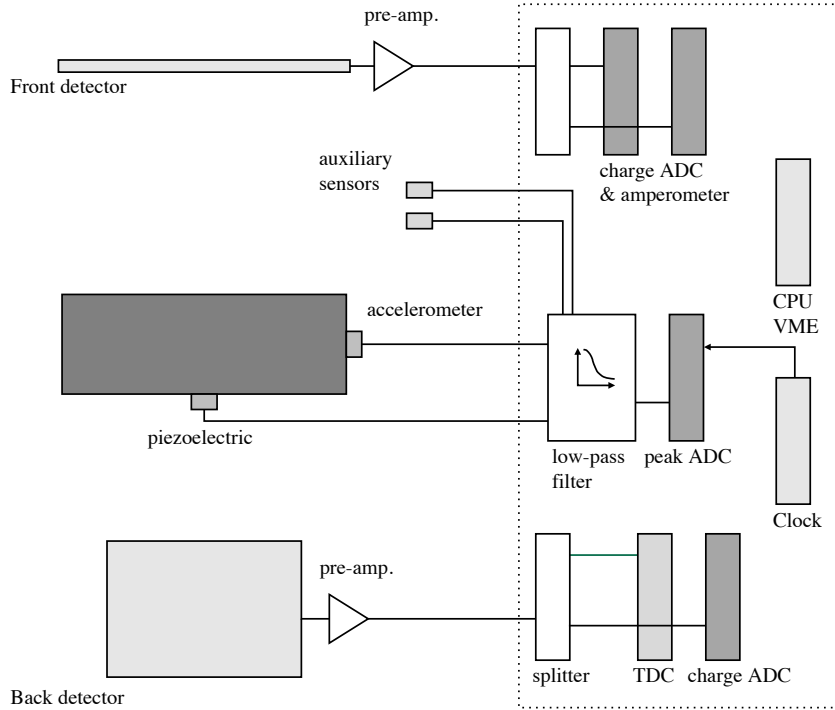 pre-amp.
Front detector
auxiliary
sensors
charge ADC
& amperometer
accelerometer
CPU
VME
piezoelectric
low-pass
filter
peak ADC
Clock
pre-amp.
splitter
TDC
charge ADC
Back detector